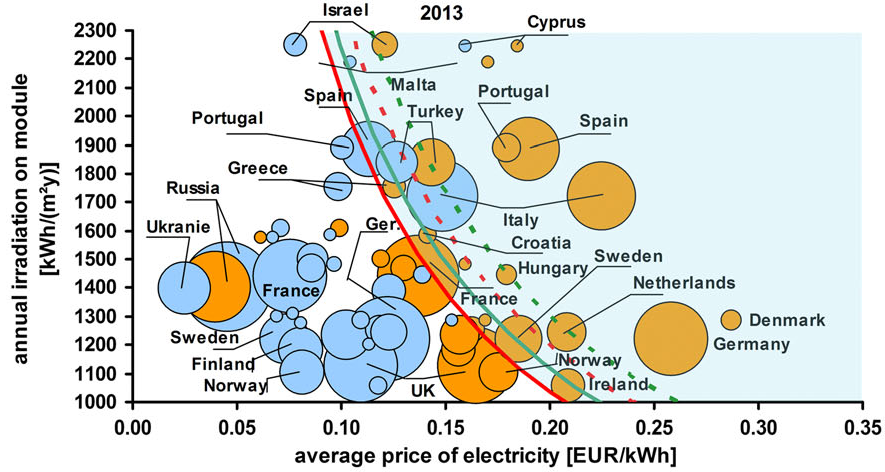 2013
Israel
Cyprus
2300
2200
2100
2000
1900
1800
1700
1600
1500
1400
1300
1200
1100
1000
annual irradiation on module
[kWh/(m²y)]
Malta
Spain
Portugal
Turkey
Portugal
Spain
Greece
Russia
Ukranie
Ger.
Italy
Croatia
Hungary
Sweden
France
France
Netherlands
Sweden
Denmark
Germany
Finland
Norway
Norway
UK
Ireland
0.00
0.05
0.10
0.15
0.20
0.25
0.30
0.35
average price of electricity [EUR/kWh]